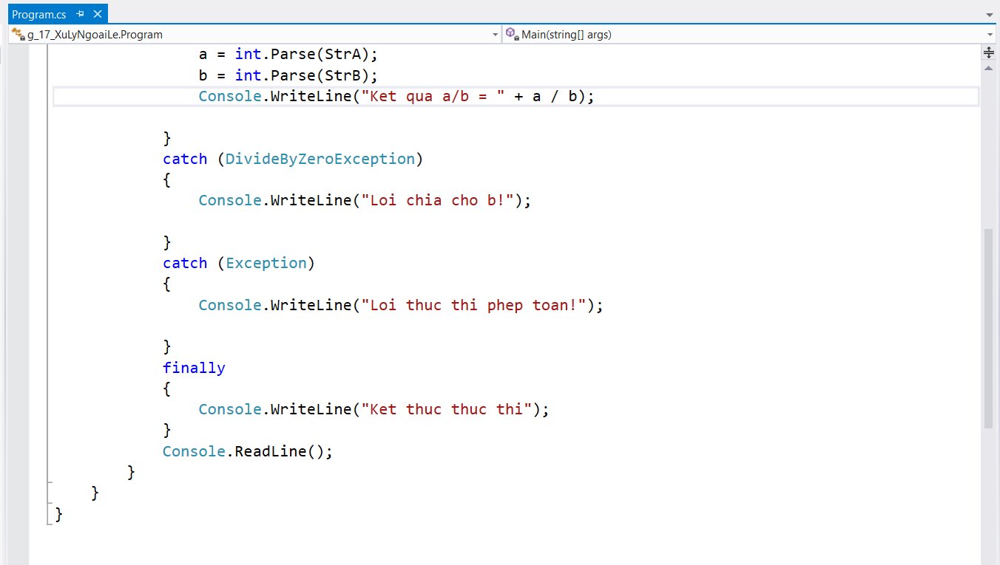 Program.cs
g_17_XuLyNgoaiLe.Program
Main(string[] args)
a = int.Parse(StrA);
b = int.Parse(StrB);
Console.WriteLine("Ket qua a/b = " + a / b);
}
catch (DivideByZeroException)
{
Console.WriteLine("Loi chia cho b!");
}
catch (Exception)
{
Console.WriteLine("Loi thuc thi phep toan!");
}
finally
{
Console.WriteLine("Ket thuc thuc thi");
}
Console.ReadLine();
}
}
}